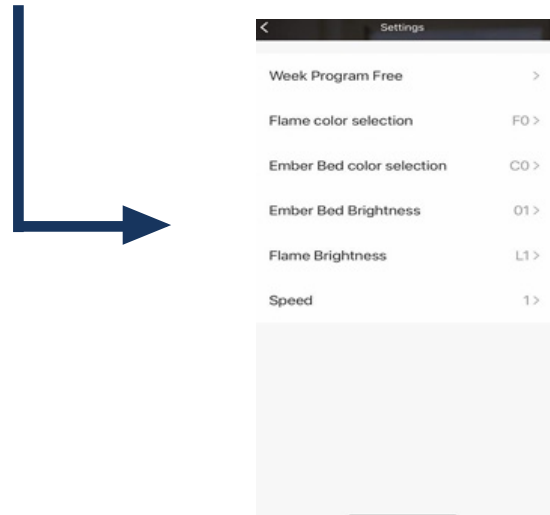 Settings
Week Program Free >
Flame color selection F0 >
Ember Bed color selection C0 >
Ember Bed Brightness 01 >
Flame Brightness L1 >
Speed 1 >